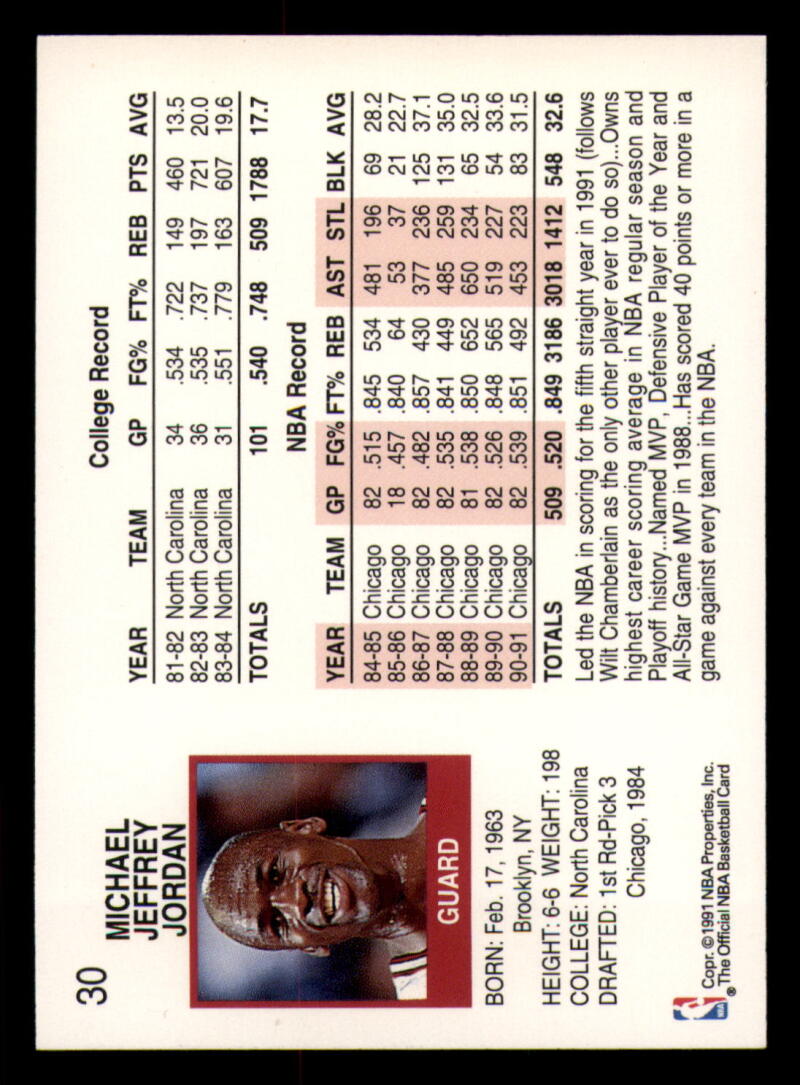 30
MICHAEL
JEFFREY
JORDAN
GUARD
BORN: Feb. 17, 1963
Brooklyn, NY
HEIGHT: 6-6 WEIGHT: 198
COLLEGE: North Carolina
DRAFTED: 1st Rd-Pick 3
Chicago, 1984
NBA
®
Copr. ©1991 NBA Properties, Inc.
The Official NBA Basketball Card
College Record
YEAR TEAM GP FG% FT% REB PTS AVG
81-82 North Carolina 34 .534 .722 149 460 13.5
82-83 North Carolina 36 .535 .737 197 721 20.0
83-84 North Carolina 31 .551 .779 163 607 19.6
TOTALS 101 .540 .748 509 1788 17.7
NBA Record
YEAR TEAM GP FG% FT% REB AST STL BLK AVG
84-85 Chicago 82 .515 .845 534 481 196 69 28.2
85-86 Chicago 18 .457 .840 64 53 37 21 22.7
86-87 Chicago 82 .482 .857 430 377 236 125 37.1
87-88 Chicago 82 .535 .841 449 485 259 131 35.0
88-89 Chicago 81 .538 .850 652 650 234 65 32.5
89-90 Chicago 82 .526 .848 565 519 227 54 33.6
90-91 Chicago 82 .539 .851 492 453 223 83 31.5
TOTALS 509 .520 .849 3186 3018 1412 548 32.6
Led the NBA in scoring for the fifth straight year in 1991 (follows
Wilt Chamberlain as the only other player ever to do so)...Owns
highest career scoring average in NBA regular season and
Playoff history...Named MVP, Defensive Player of the Year and
All-Star Game MVP in 1988...Has scored 40 points or more in a
game against every team in the NBA.